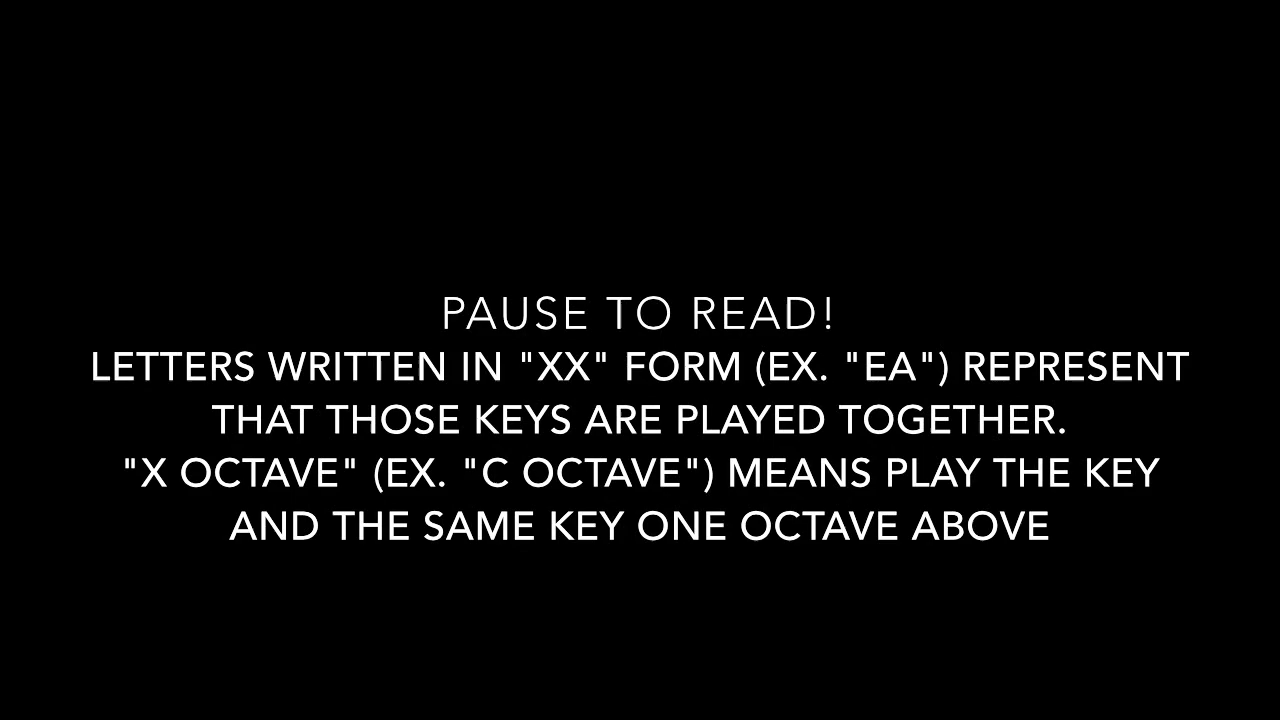 PAUSE TO READ!
LETTERS WRITTEN IN "XX" FORM (EX. "EA") REPRESENT
THAT THOSE KEYS ARE PLAYED TOGETHER.
"X OCTAVE" (EX. "C OCTAVE") MEANS PLAY THE KEY
AND THE SAME KEY ONE OCTAVE ABOVE